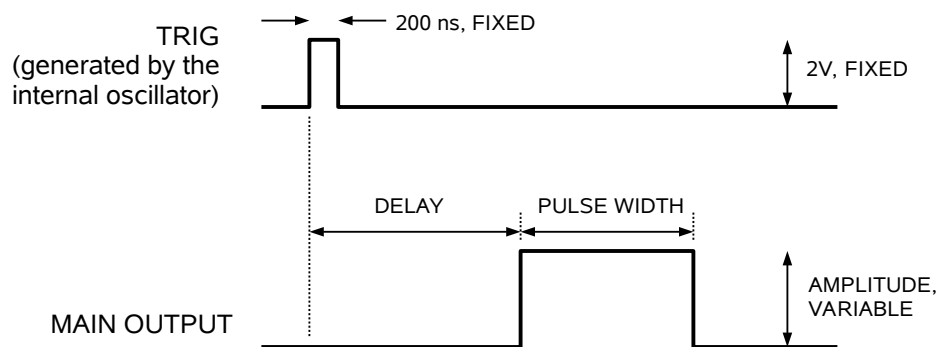 200 ns, FIXED
TRIG
(generated by the
internal oscillator)
2V, FIXED
DELAY
PULSE WIDTH
AMPLITUDE,
VARIABLE
MAIN OUTPUT